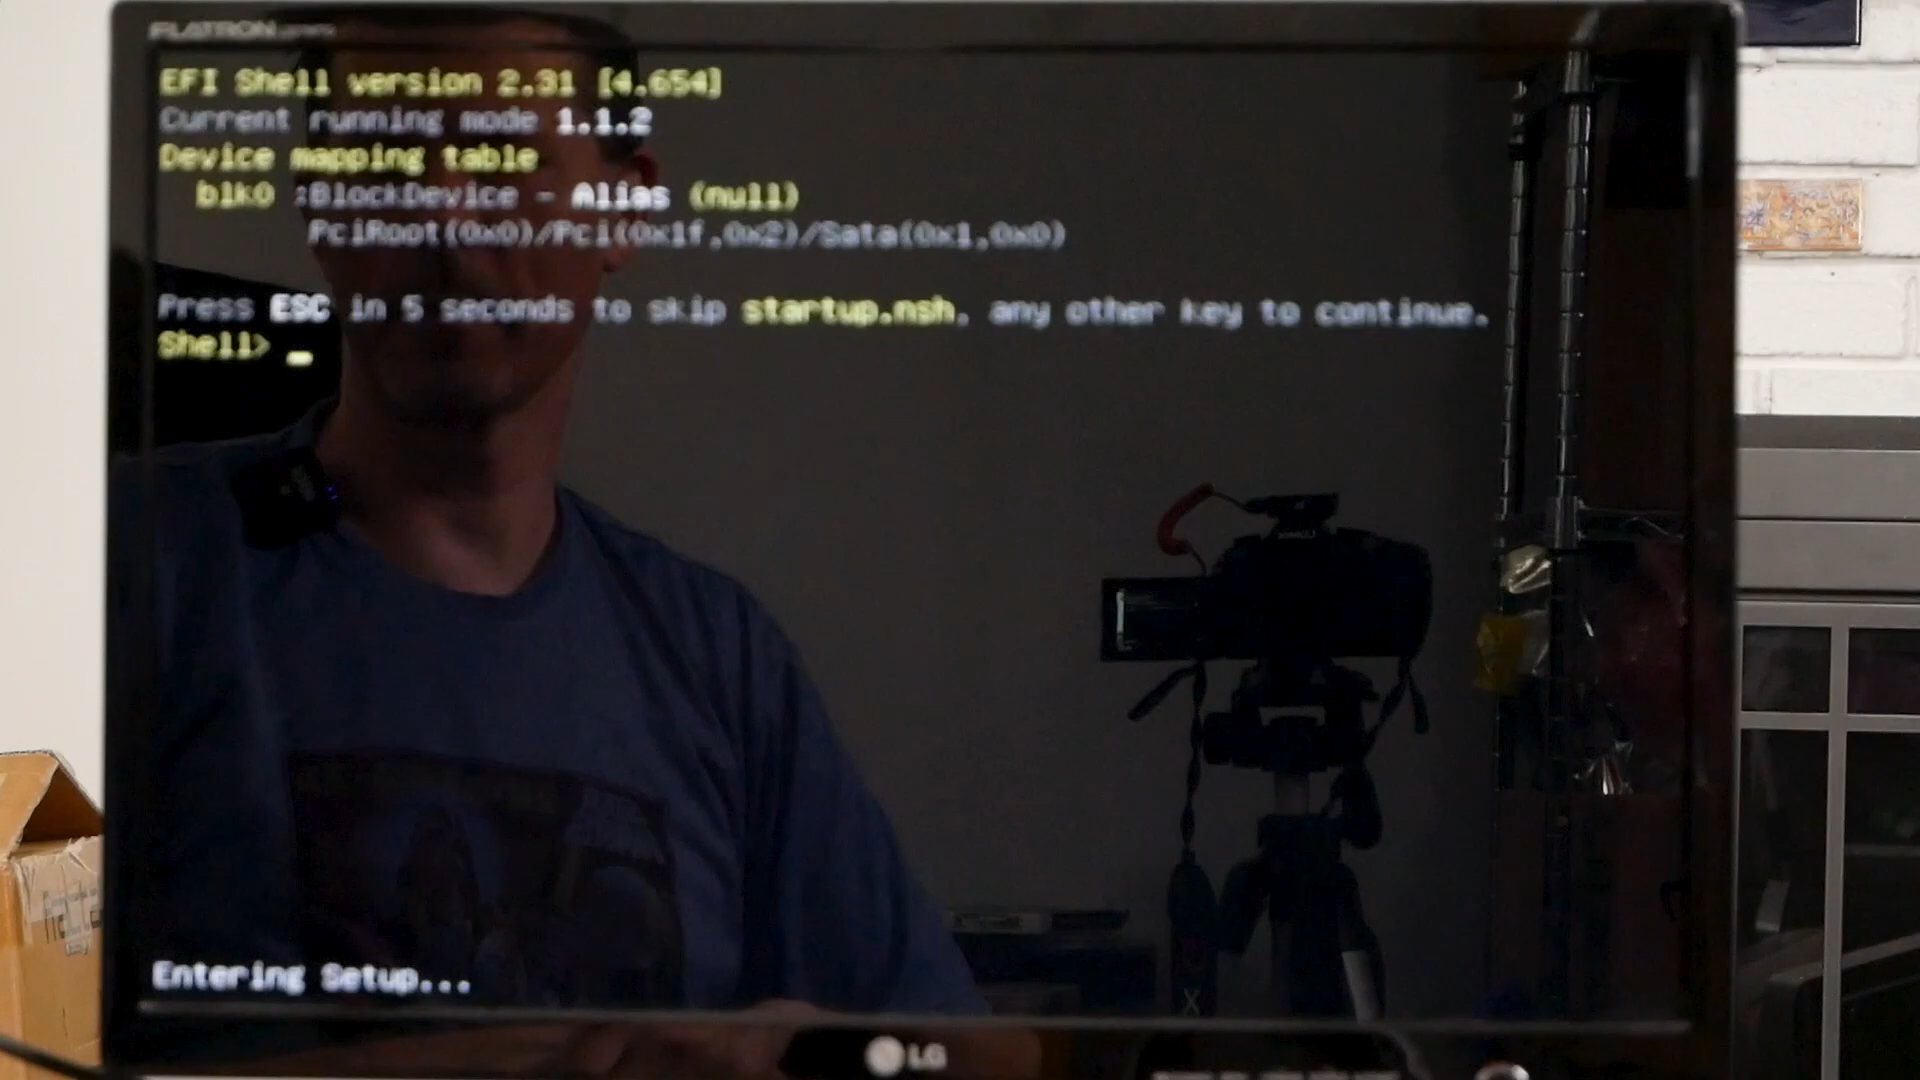 FLATRON
EFI Shell version 2.31 [4.654]
Current running mode 1.1.2
Device mapping table
blk0 :BlockDevice - Alias (null)
PciRoot(0x0)/Pci(0x1f,0x2)/Sata(0x1,0x0)
Press ESC in 5 seconds to skip startup.nsh, any other key to continue.
Shell> _
Entering Setup...
LG